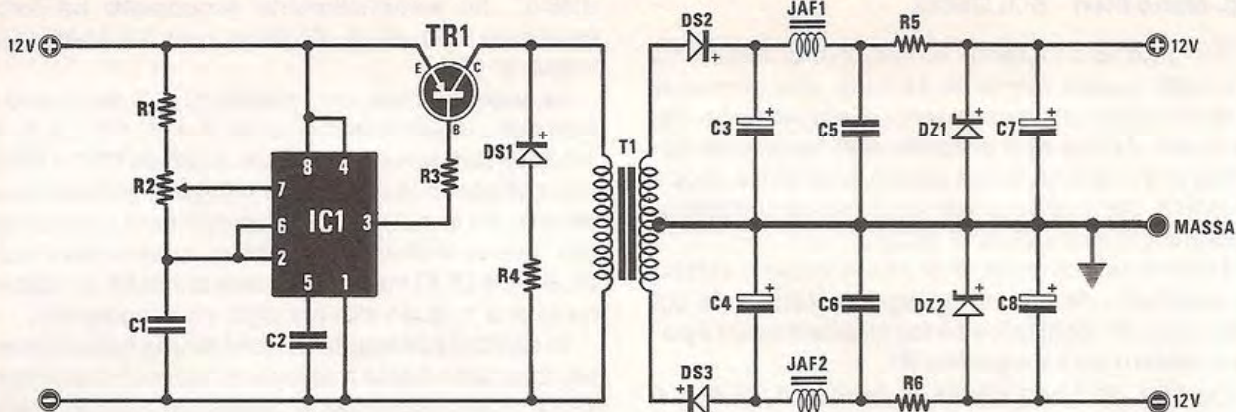 12V
R1
R2
C1
8 4
7
6
2
IC1
3
5 1
C2
TR1
E
C
B
R3
DS1
+
R4
T1
DS2
+
JAF1
R5
C3
+
C5
DZ1
+
C7
+
12V
MASSA
C4
+
C6
DZ2
+
C8
+
DS3
+
JAF2
R6
12V